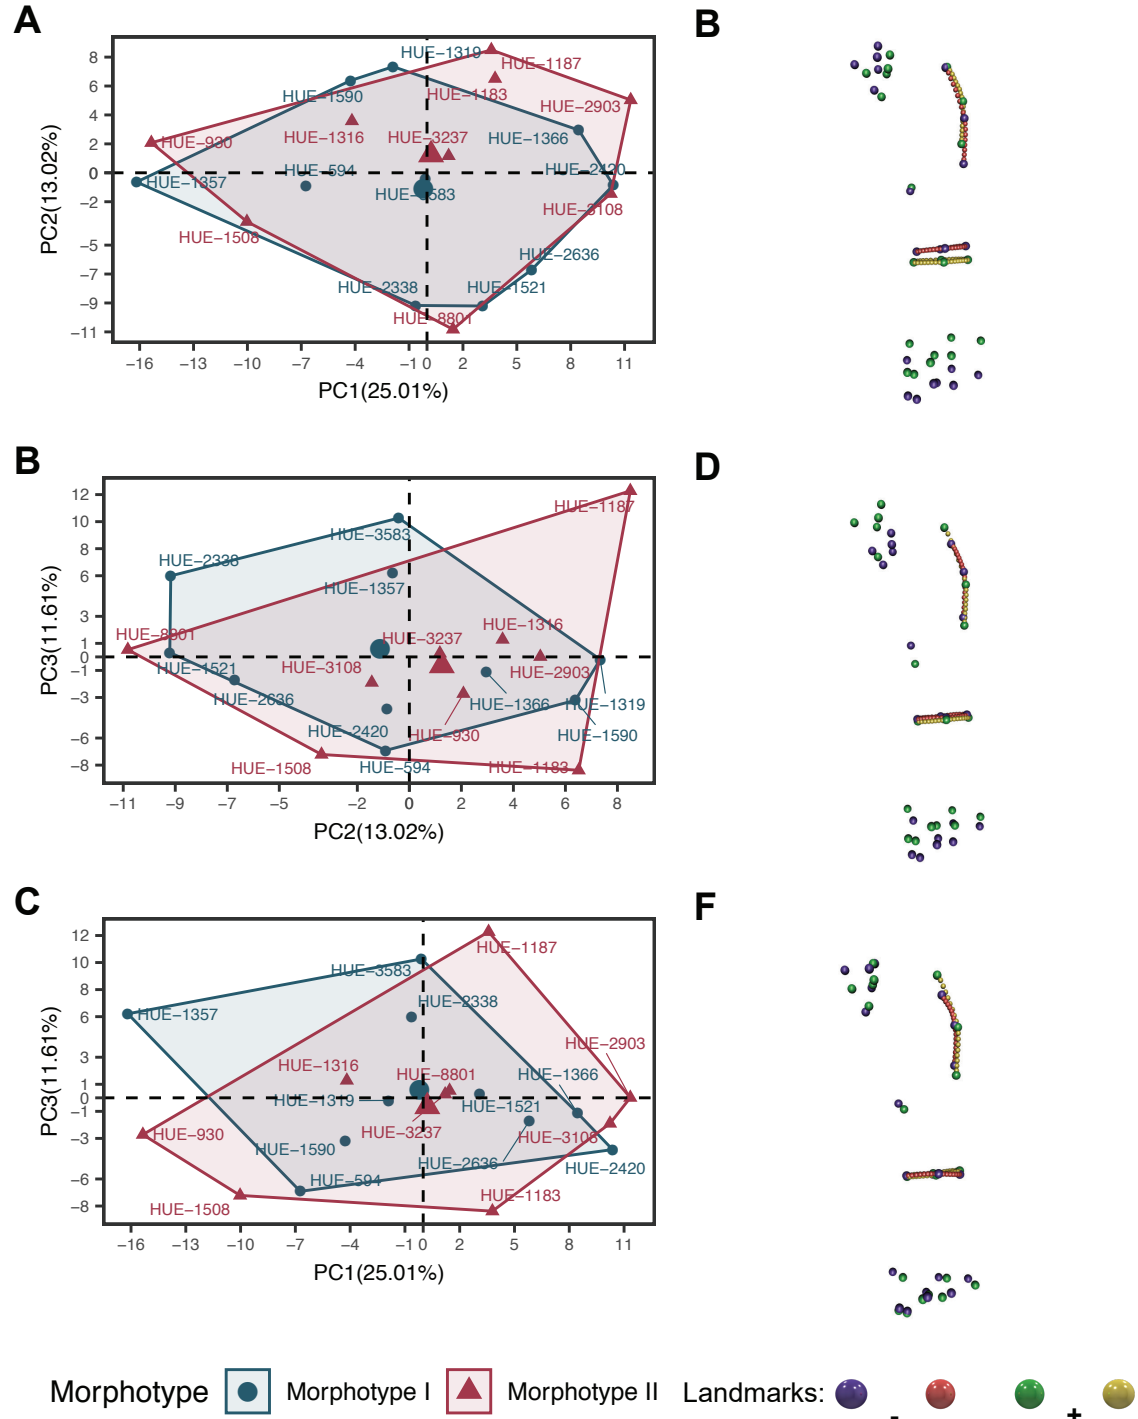 A
B
HUE−1319
HUE−1187
HUE−1590
HUE−1183
HUE−2903
HUE−1316
HUE−3237
HUE−1366
HUE−930
HUE−594
HUE−2420
HUE−1357
HUE−3583
HUE−3108
HUE−1508
HUE−2636
HUE−2338
HUE−1521
HUE−8801
8
6
4
2
0
−2
−5
−7
−9
−11
PC2(13.02%)
−16 −13 −10 −7 −4 −1 0 2 5 8 11
PC1(25.01%)
B
D
HUE−1187
HUE−3583
HUE−2338
HUE−1357
HUE−8801
HUE−3237
HUE−1316
HUE−1521
HUE−3108
HUE−2903
HUE−2636
HUE−1366
HUE−1319
HUE−2420
HUE−930
HUE−1590
HUE−1508
HUE−594
HUE−1183
12
10
8
6
3
1
0
−1
−3
−6
−8
PC3(11.61%)
−11 −9 −7 −5 −2 0 2 4 6 8
PC2(13.02%)
C
F
HUE−1187
HUE−3583
HUE−2338
HUE−1357
HUE−2903
HUE−1316
HUE−8801
HUE−1366
HUE−1319
HUE−1521
HUE−930
HUE−3237
HUE−3108
HUE−1590
HUE−2636
HUE−2420
HUE−594
HUE−1508
HUE−1183
12
10
8
6
3
1
0
−1
−3
−6
−8
PC3(11.61%)
−16 −13 −10 −7 −4 −1 0 2 5 8 11
PC1(25.01%)
Morphotype Morphotype I Morphotype II Landmarks: - +